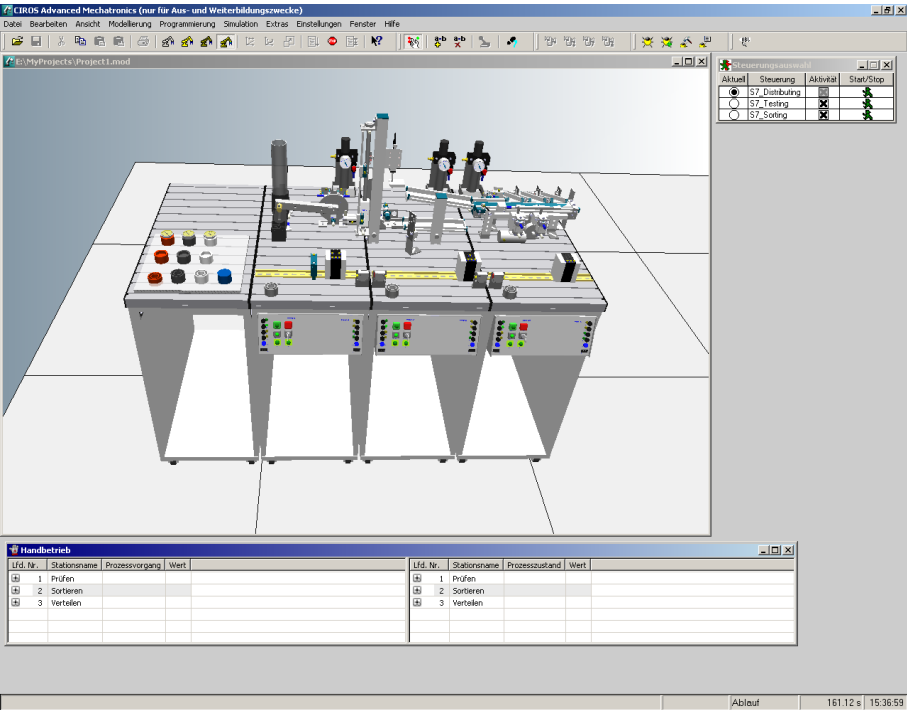 CIROS Advanced Mechatronics (nur für Aus- und Weiterbildungszwecke)
Datei Bearbeiten Ansicht Modellierung Programmierung Simulation Extras Einstellungen Fenster Hilfe
E:\MyProjects\Project1.mod
Steuerungsauswahl
Aktuell Steuerung Aktivität Start/Stop
S7_Distributing
S7_Testing
S7_Sorting
Handbetrieb
Lfd. Nr. Stationsname Prozessvorgang Wert
1 Prüfen
2 Sortieren
3 Verteilen
Lfd. Nr. Stationsname Prozesszustand Wert
1 Prüfen
2 Sortieren
3 Verteilen
Ablauf 161.12 s 15:36:59